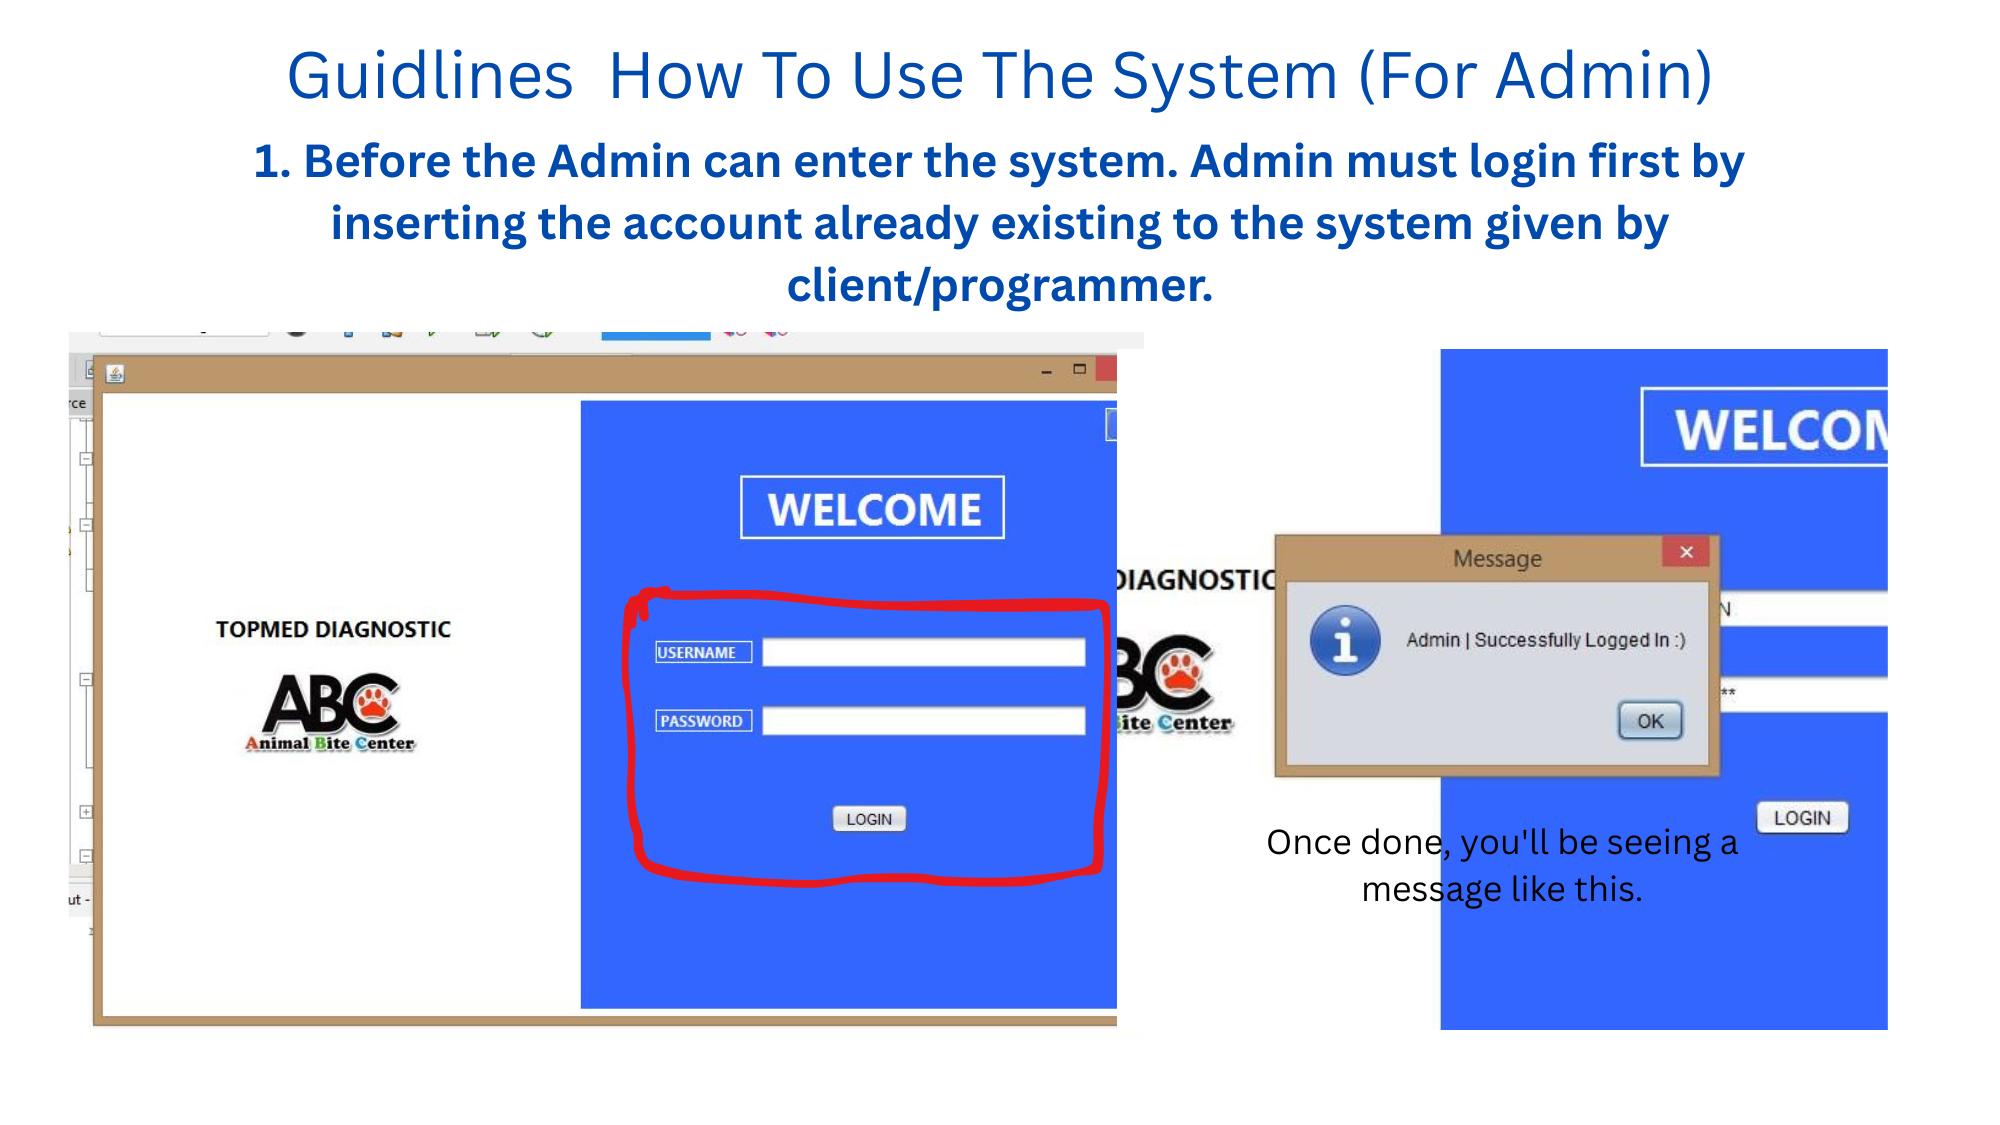 Guidlines  How To Use The System (For Admin)
1. Before the Admin can enter the system. Admin must login first by
inserting the account already existing to the system given by
client/programmer.
rce
WELCOME
TOPMED DIAGNOSTIC
ABC
Animal Bite Center
USERNAME
PASSWORD
LOGIN
ut -
WELCOM
DIAGNOSTIC
BC
Bite Center
Message
Admin | Successfully Logged In :)
OK
N
**
LOGIN
Once done, you'll be seeing a
message like this.